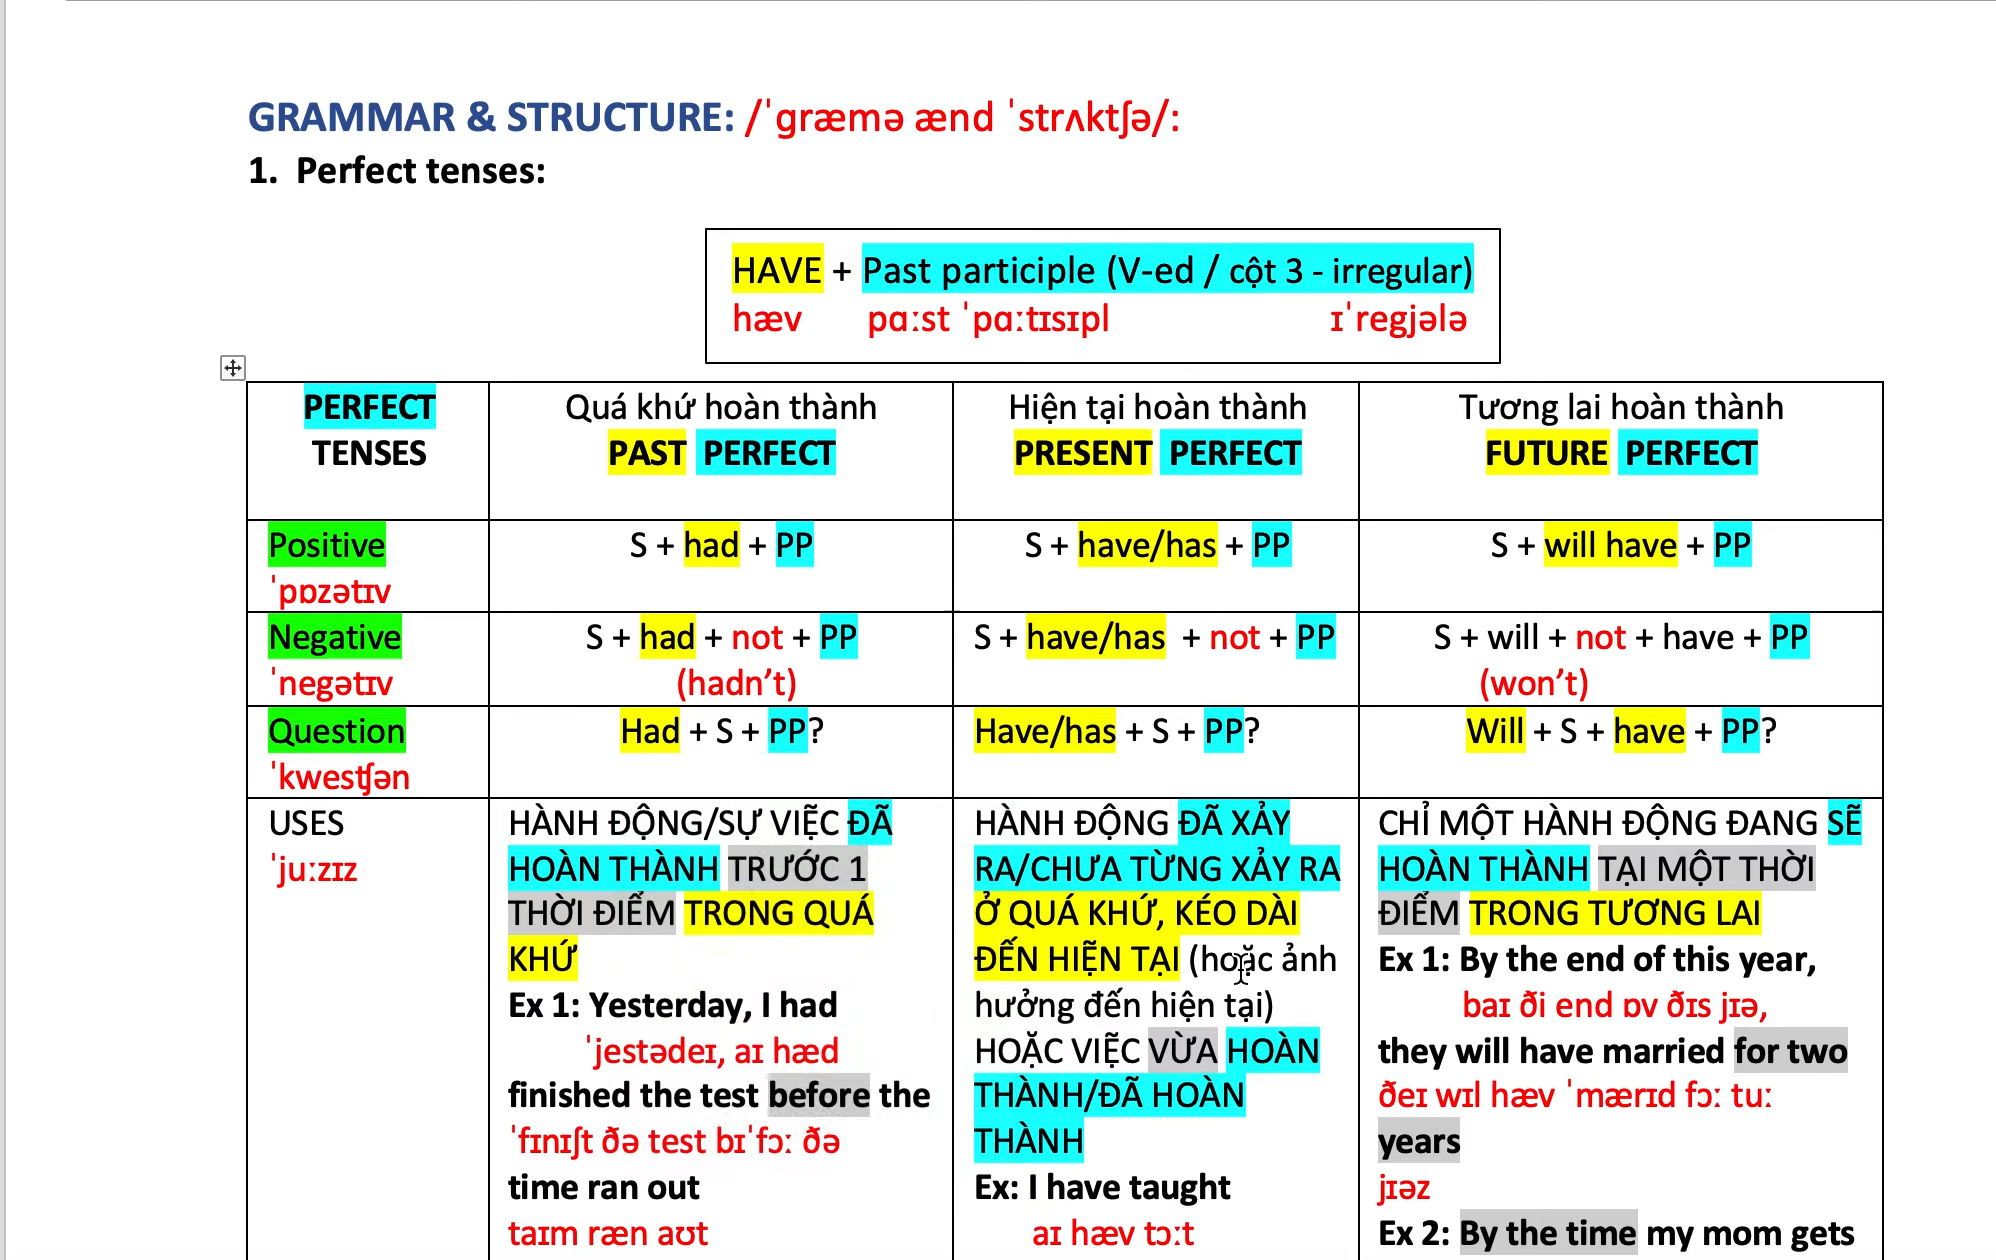 GRAMMAR & STRUCTURE: /ˈgræmə ænd ˈstrʌktʃə/:
1. Perfect tenses:
HAVE + Past participle (V-ed / cột 3 - irregular)
hæv pɑːst ˈpɑːtɪsɪpl ɪˈregjələ
PERFECT
TENSES
Quá khứ hoàn thành
PAST PERFECT
Hiện tại hoàn thành
PRESENT PERFECT
Tương lai hoàn thành
FUTURE PERFECT
Positive
ˈpɒzətɪv
S + had + PP
S + have/has + PP
S + will have + PP
Negative
ˈnegətɪv
S + had + not + PP
(hadn’t)
S + have/has + not + PP
S + will + not + have + PP
(won’t)
Question
ˈkwesʧən
Had + S + PP?
Have/has + S + PP?
Will + S + have + PP?
USES
ˈjuːzɪz
HÀNH ĐỘNG/SỰ VIỆC ĐÃ
HOÀN THÀNH TRƯỚC 1
THỜI ĐIỂM TRONG QUÁ
KHỨ
Ex 1: Yesterday, I had
ˈjestədeɪ, aɪ hæd
finished the test before the
ˈfɪnɪʃt ðə test bɪˈfɔː ðə
time ran out
taɪm ræn aʊt
HÀNH ĐỘNG ĐÃ XẢY
RA/CHƯA TỪNG XẢY RA
Ở QUÁ KHỨ, KÉO DÀI
ĐẾN HIỆN TẠI (hoặc ảnh
hưởng đến hiện tại)
HOẶC VIỆC VỪA HOÀN
THÀNH/ĐÃ HOÀN
THÀNH
Ex: I have taught
aɪ hæv tɔːt
CHỈ MỘT HÀNH ĐỘNG ĐANG SẼ
HOÀN THÀNH TẠI MỘT THỜI
ĐIỂM TRONG TƯƠNG LAI
Ex 1: By the end of this year,
baɪ ði end ɒv ðɪs jɪə,
they will have married for two
ðeɪ wɪl hæv ˈmærɪd fɔː tuː
years
jɪəz
Ex 2: By the time my mom gets